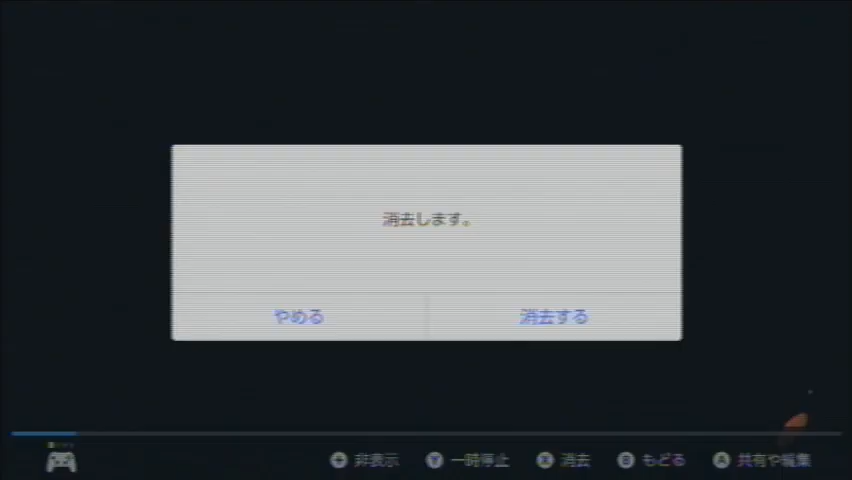 消去します。
やめる
消去する
非表示
Y 一時停止
X 消去
B もどる
A 共有や編集